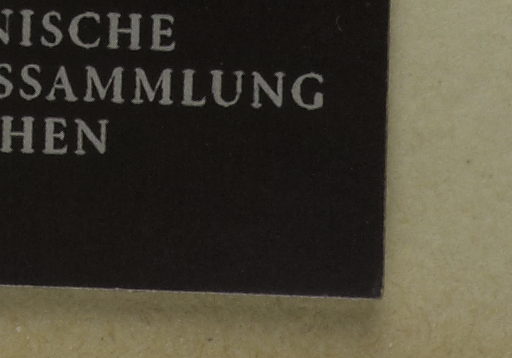 NISCHE
SSAMMLUNG
HEN